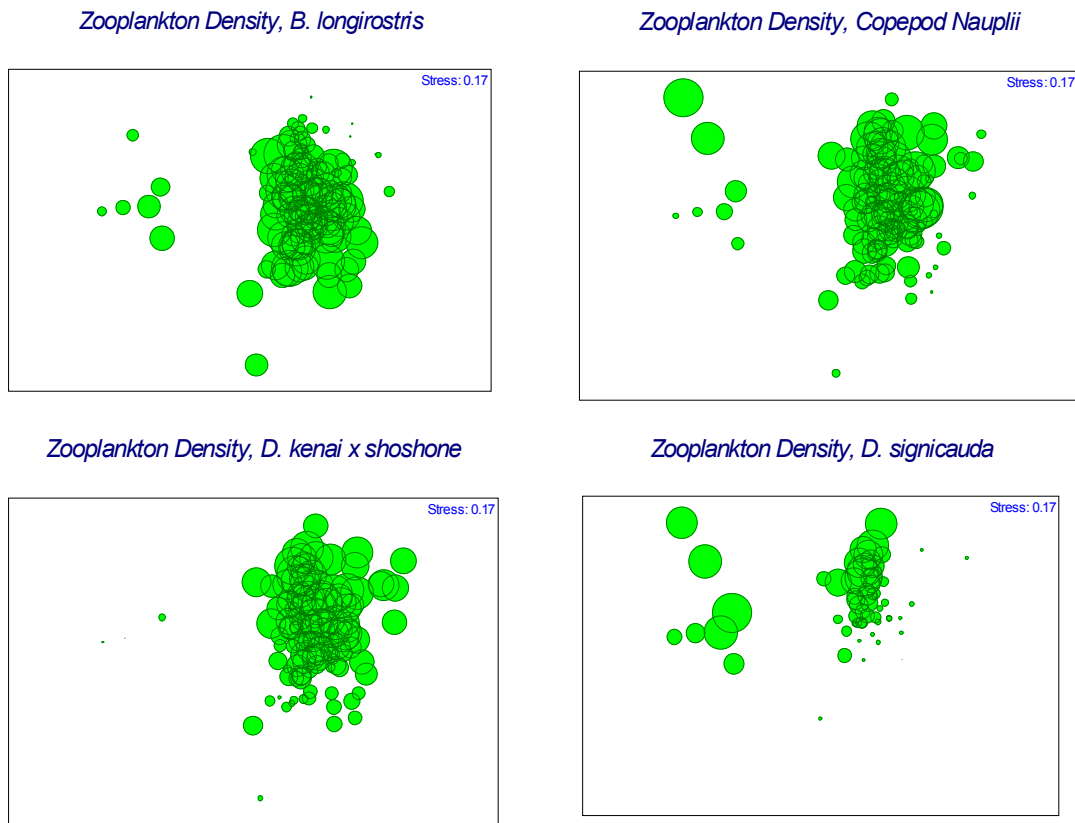 Zooplankton Density, B. longirostris
Stress: 0.17
Zooplankton Density, Copepod Nauplii
Stress: 0.17
Zooplankton Density, D. kenai x shoshone
Stress: 0.17
Zooplankton Density, D. signicauda
Stress: 0.17